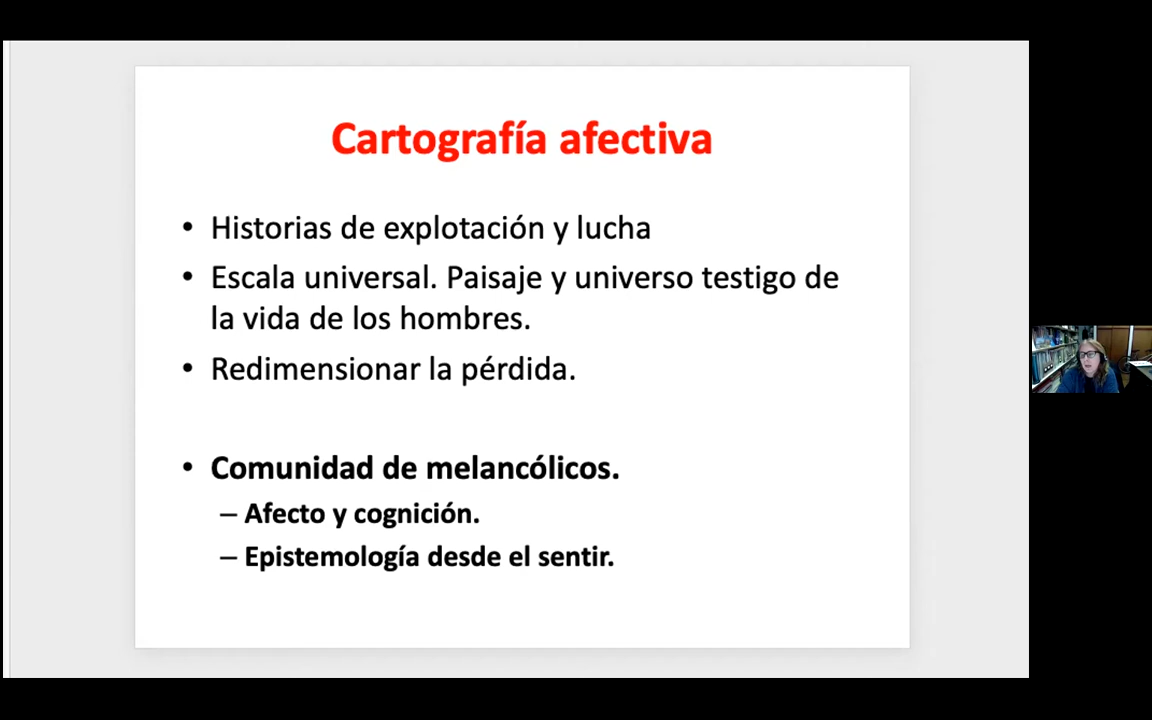 Cartografía afectiva
• Historias de explotación y lucha
• Escala universal. Paisaje y universo testigo de
la vida de los hombres.
• Redimensionar la pérdida.
• Comunidad de melancólicos.
– Afecto y cognición.
– Epistemología desde el sentir.